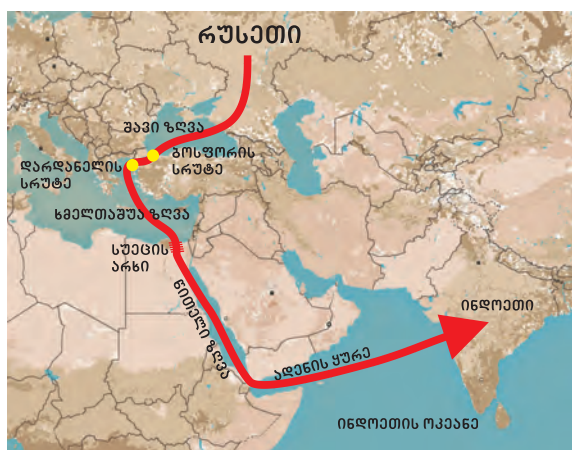 რუსეთი
შავი ზღვა
ბოსფორის
სრუტე
დარდანელის
სრუტე
ხმელთაშუა ზღვა
სუეცის
არხი
წითელი ზღვა
ინდოეთი
ადენის ყურე
ინდოეთის ოკეანე